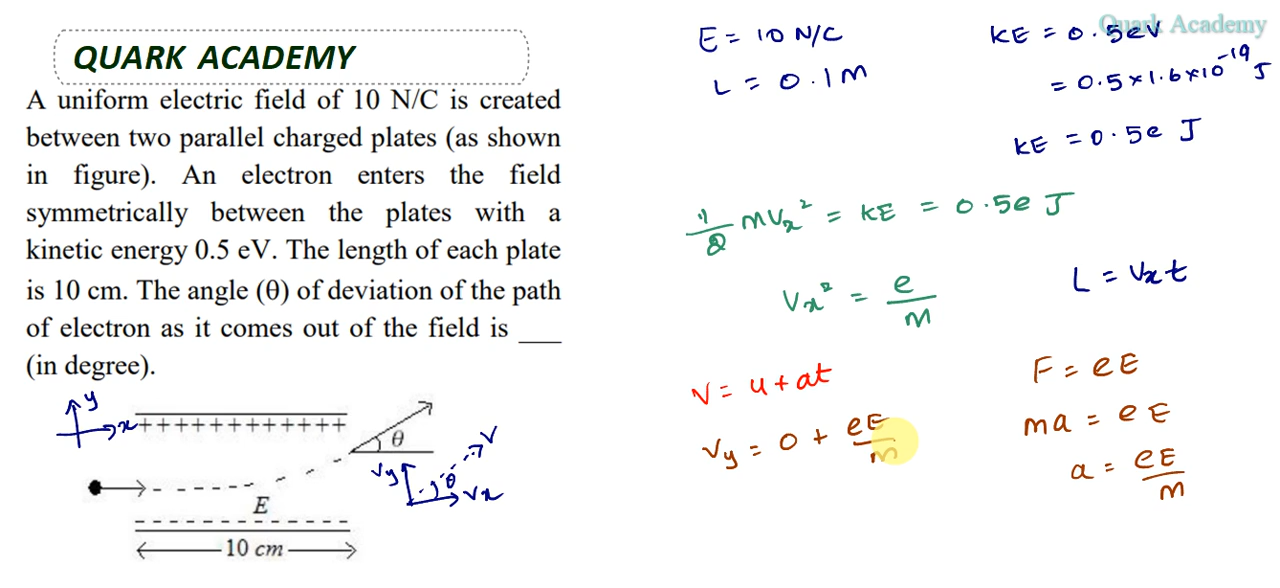 QUARK ACADEMY
A uniform electric field of 10 N/C is created
between two parallel charged plates (as shown
in figure). An electron enters the field
symmetrically between the plates with a
kinetic energy 0.5 eV. The length of each plate
is 10 cm. The angle (θ) of deviation of the path
of electron as it comes out of the field is ___
(in degree).
y
x
+++++++++++++
θ
Vy
θ
V
Vx
E
10 cm
Quark Academy
E = 10 N/C
L = 0.1 m
KE = 0.5 eV
= 0.5 × 1.6 × 10⁻¹⁹ J
KE = 0.5e J
1/2 mVx² = KE = 0.5e J
Vx² = e/m
L = Vx t
V = u + at
Vy = 0 + eE/m
F = eE
ma = eE
a = eE/m